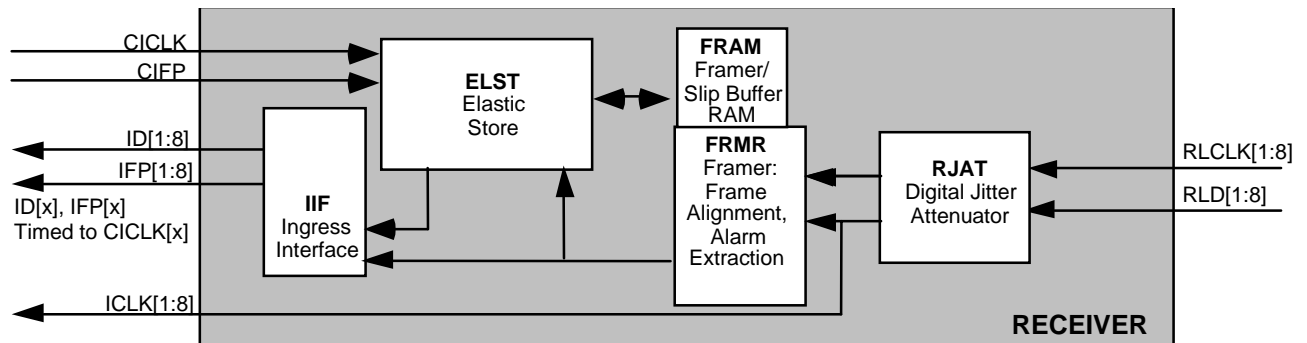 CICLK
CIFP
ID[1:8]
IFP[1:8]
ID[x], IFP[x]
Timed to CICLK[x]
ICLK[1:8]
IIF
Ingress
Interface
ELST
Elastic
Store
FRAM
Framer/
Slip Buffer
RAM
FRMR
Framer:
Frame
Alignment,
Alarm
Extraction
RJAT
Digital Jitter
Attenuator
RLCLK[1:8]
RLD[1:8]
RECEIVER